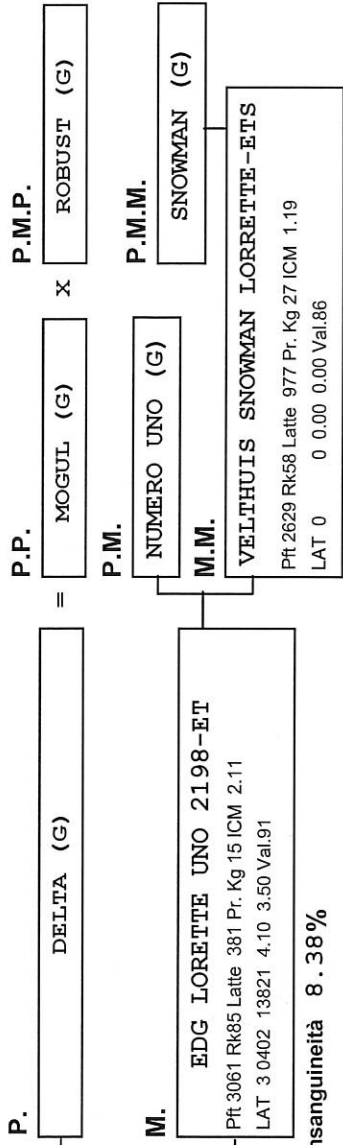 P.
DELTA (G)
=
P.P.
MOGUL (G)
X
P.M.P.
ROBUST (G)
M.
EDG LORETTE UNO 2198-ET
Pft 3061 Rk85 Latte 381 Pr. Kg 15 ICM 2.11
LAT 3 0402 13821 4.10 3.50 Val.91
P.M.
NUMERO UNO (G)
M.M.
VELTHUIS SNOWMAN LORRETTE-ETS
Pft 2629 Rk58 Latte 977 Pr. Kg 27 ICM 1.19
LAT 0 0 0.00 0.00 Val.86
P.M.M.
SNOWMAN (G)
nsanguineità 8.38%